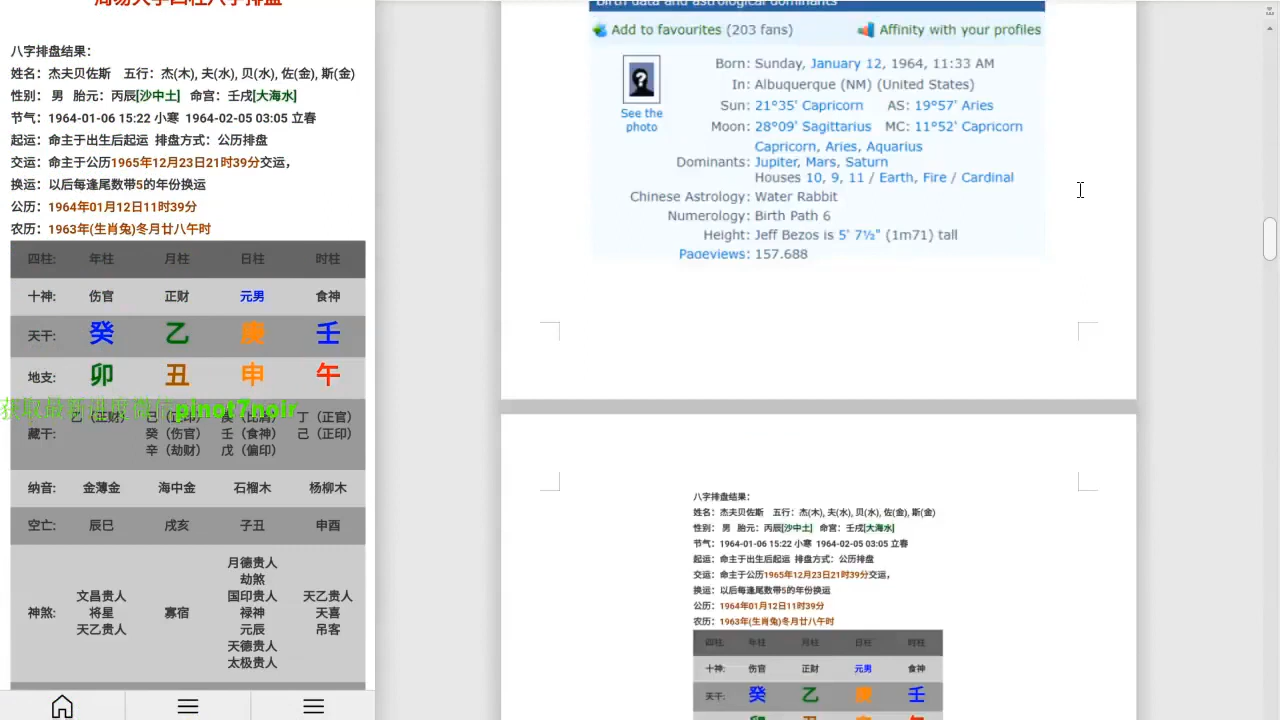 八字排盘结果：
姓名：杰夫贝佐斯 五行：杰(木), 夫(水), 贝(水), 佐(金), 斯(金)
性别： 男 胎元：丙辰[沙中土] 命宫：壬戌[大海水]
节气：1964-01-06 15:22 小寒 1964-02-05 03:05 立春
起运：命主于出生后起运 排盘方式：公历排盘
交运：命主于公历1965年12月23日21时39分交运，
换运：以后每逢尾数带5的年份换运
公历：1964年01月12日11时39分
农历：1963年(生肖兔)冬月廿八午时
四柱: 年柱 月柱 日柱 时柱
十神: 伤官 正财 元男 食神
天干: 癸 乙 庚 壬
地支: 卯 丑 申 午
pinot7noir
藏干:
乙（正财） 己（正印） 庚（比肩） 丁（正官）
癸（伤官） 壬（食神） 己（正印）
辛（劫财） 戊（偏印）
纳音: 金薄金 海中金 石榴木 杨柳木
空亡: 辰巳 戌亥 子丑 申酉
神煞:
文昌贵人
将星
天乙贵人
寡宿
月德贵人
劫煞
国印贵人
禄神
元辰
天德贵人
太极贵人
天乙贵人
天喜
吊客
Birth data and astrological dominants
Add to favourites (203 fans) Affinity with your profiles
See the
photo
Born: Sunday, January 12, 1964, 11:33 AM
In: Albuquerque (NM) (United States)
Sun: 21°35' Capricorn AS: 19°57' Aries
Moon: 28°09' Sagittarius MC: 11°52' Capricorn
Capricorn, Aries, Aquarius
Dominants: Jupiter, Mars, Saturn
Houses 10, 9, 11 / Earth, Fire / Cardinal
Chinese Astrology: Water Rabbit
Numerology: Birth Path 6
Height: Jeff Bezos is 5' 7½" (1m71) tall
Pageviews: 157.688
八字排盘结果：
姓名：杰夫贝佐斯 五行：杰(木), 夫(水), 贝(水), 佐(金), 斯(金)
性别： 男 胎元：丙辰[沙中土] 命宫：壬戌[大海水]
节气：1964-01-06 15:22 小寒 1964-02-05 03:05 立春
起运：命主于出生后起运 排盘方式：公历排盘
交运：命主于公历1965年12月23日21时39分交运，
换运：以后每逢尾数带5的年份换运
公历：1964年01月12日11时39分
农历：1963年(生肖兔)冬月廿八午时
四柱: 年柱 月柱 日柱 时柱
十神: 伤官 正财 元男 食神
天干: 癸 乙 庚 壬